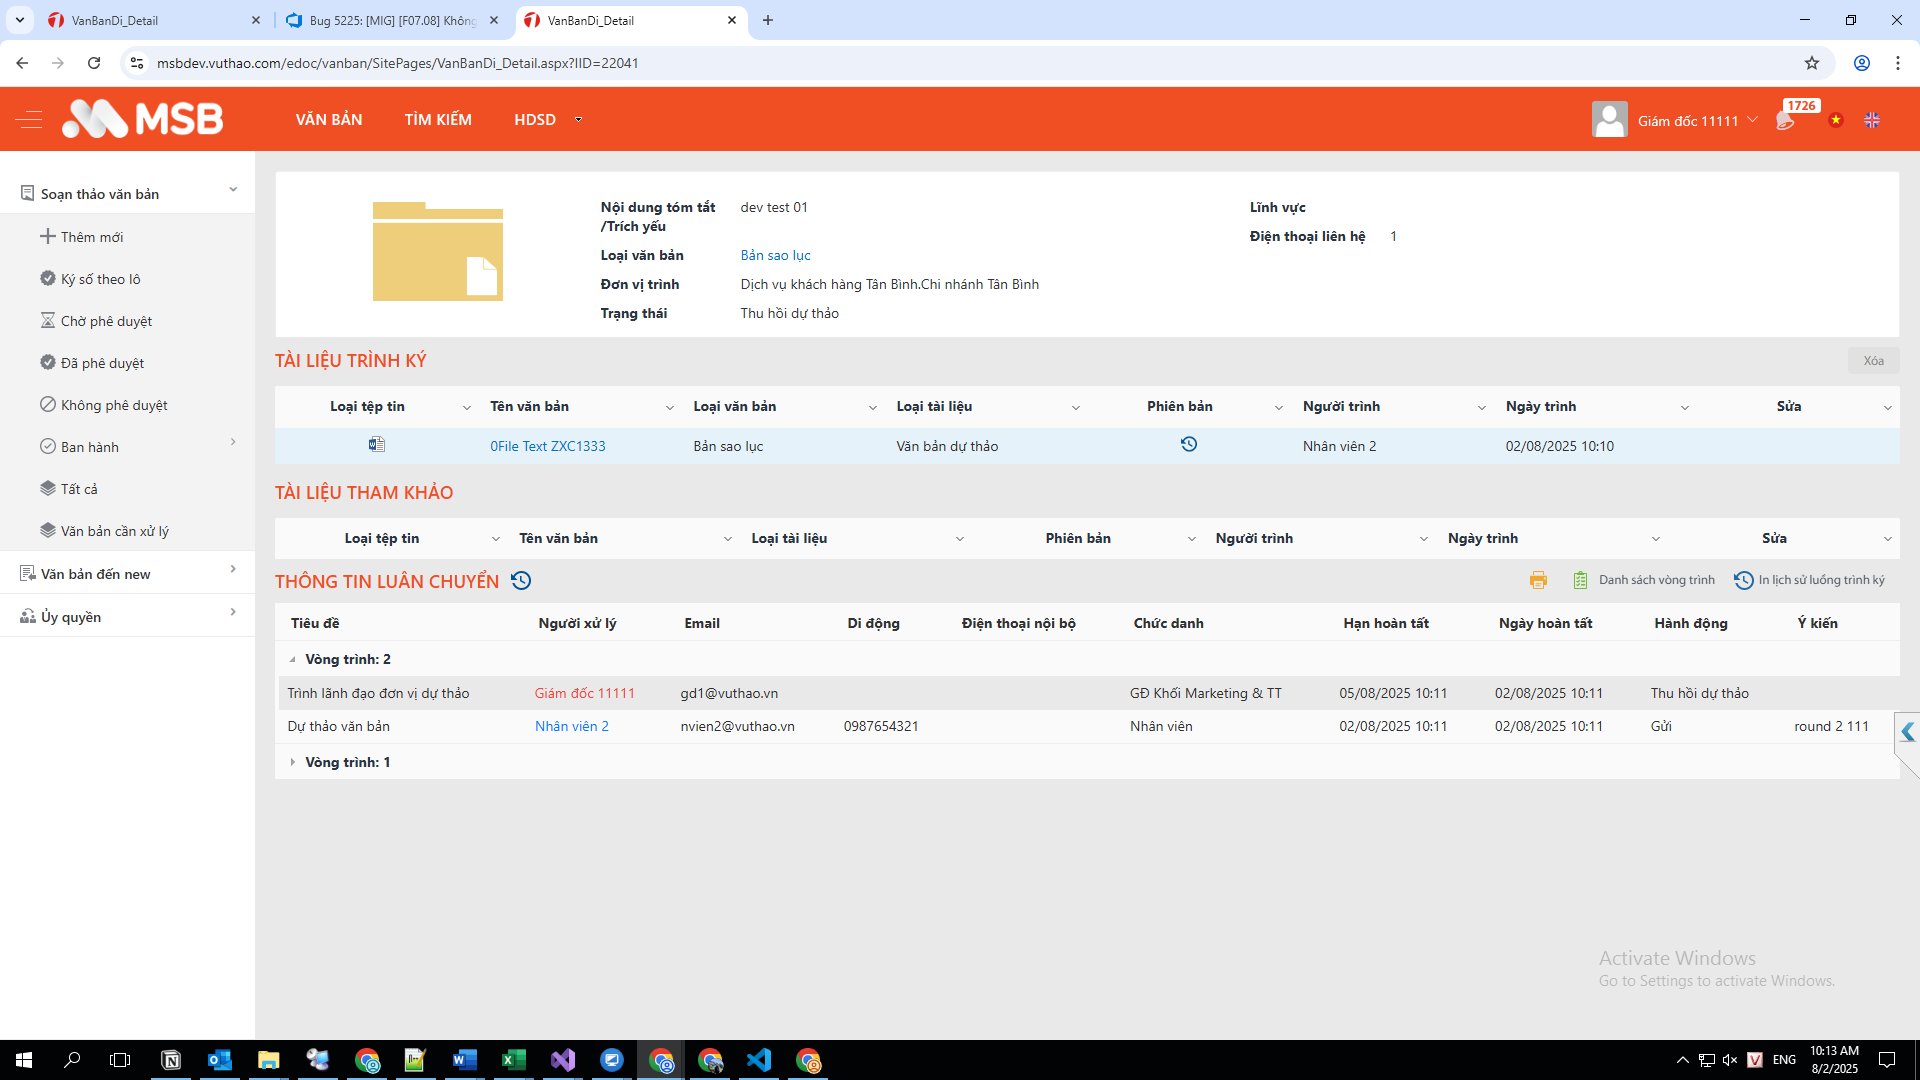 VanBanDi_Detail
Bug 5225: [MIG] [F07.08] Không
VanBanDi_Detail
msbdev.vuthao.com/edoc/vanban/SitePages/VanBanDi_Detail.aspx?IID=22041
MSB
VĂN BẢN
TÌM KIẾM
HDSD
Giám đốc 11111
1726
Soạn thảo văn bản
Thêm mới
Ký số theo lô
Chờ phê duyệt
Đã phê duyệt
Không phê duyệt
Ban hành
Tất cả
Văn bản cần xử lý
Văn bản đến new
Ủy quyền
Nội dung tóm tắt /Trích yếu dev test 01
Loại văn bản Bản sao lục
Đơn vị trình Dịch vụ khách hàng Tân Bình.Chi nhánh Tân Bình
Trạng thái Thu hồi dự thảo
Lĩnh vực
Điện thoại liên hệ 1
TÀI LIỆU TRÌNH KÝ
Xóa
Loại tệp tin Tên văn bản Loại văn bản Loại tài liệu Phiên bản Người trình Ngày trình Sửa
0File Text ZXC1333 Bản sao lục Văn bản dự thảo Nhân viên 2 02/08/2025 10:10
TÀI LIỆU THAM KHẢO
Loại tệp tin Tên văn bản Loại tài liệu Phiên bản Người trình Ngày trình Sửa
THÔNG TIN LUÂN CHUYỂN
Danh sách vòng trình
In lịch sử luồng trình ký
Tiêu đề Người xử lý Email Di động Điện thoại nội bộ Chức danh Hạn hoàn tất Ngày hoàn tất Hành động Ý kiến
Vòng trình: 2
Trình lãnh đạo đơn vị dự thảo Giám đốc 11111 gd1@vuthao.vn GĐ Khối Marketing & TT 05/08/2025 10:11 02/08/2025 10:11 Thu hồi dự thảo
Dự thảo văn bản Nhân viên 2 nvien2@vuthao.vn 0987654321 Nhân viên 02/08/2025 10:11 02/08/2025 10:11 Gửi round 2 111
Vòng trình: 1
Activate Windows
Go to Settings to activate Windows.
ENG
10:13 AM
8/2/2025